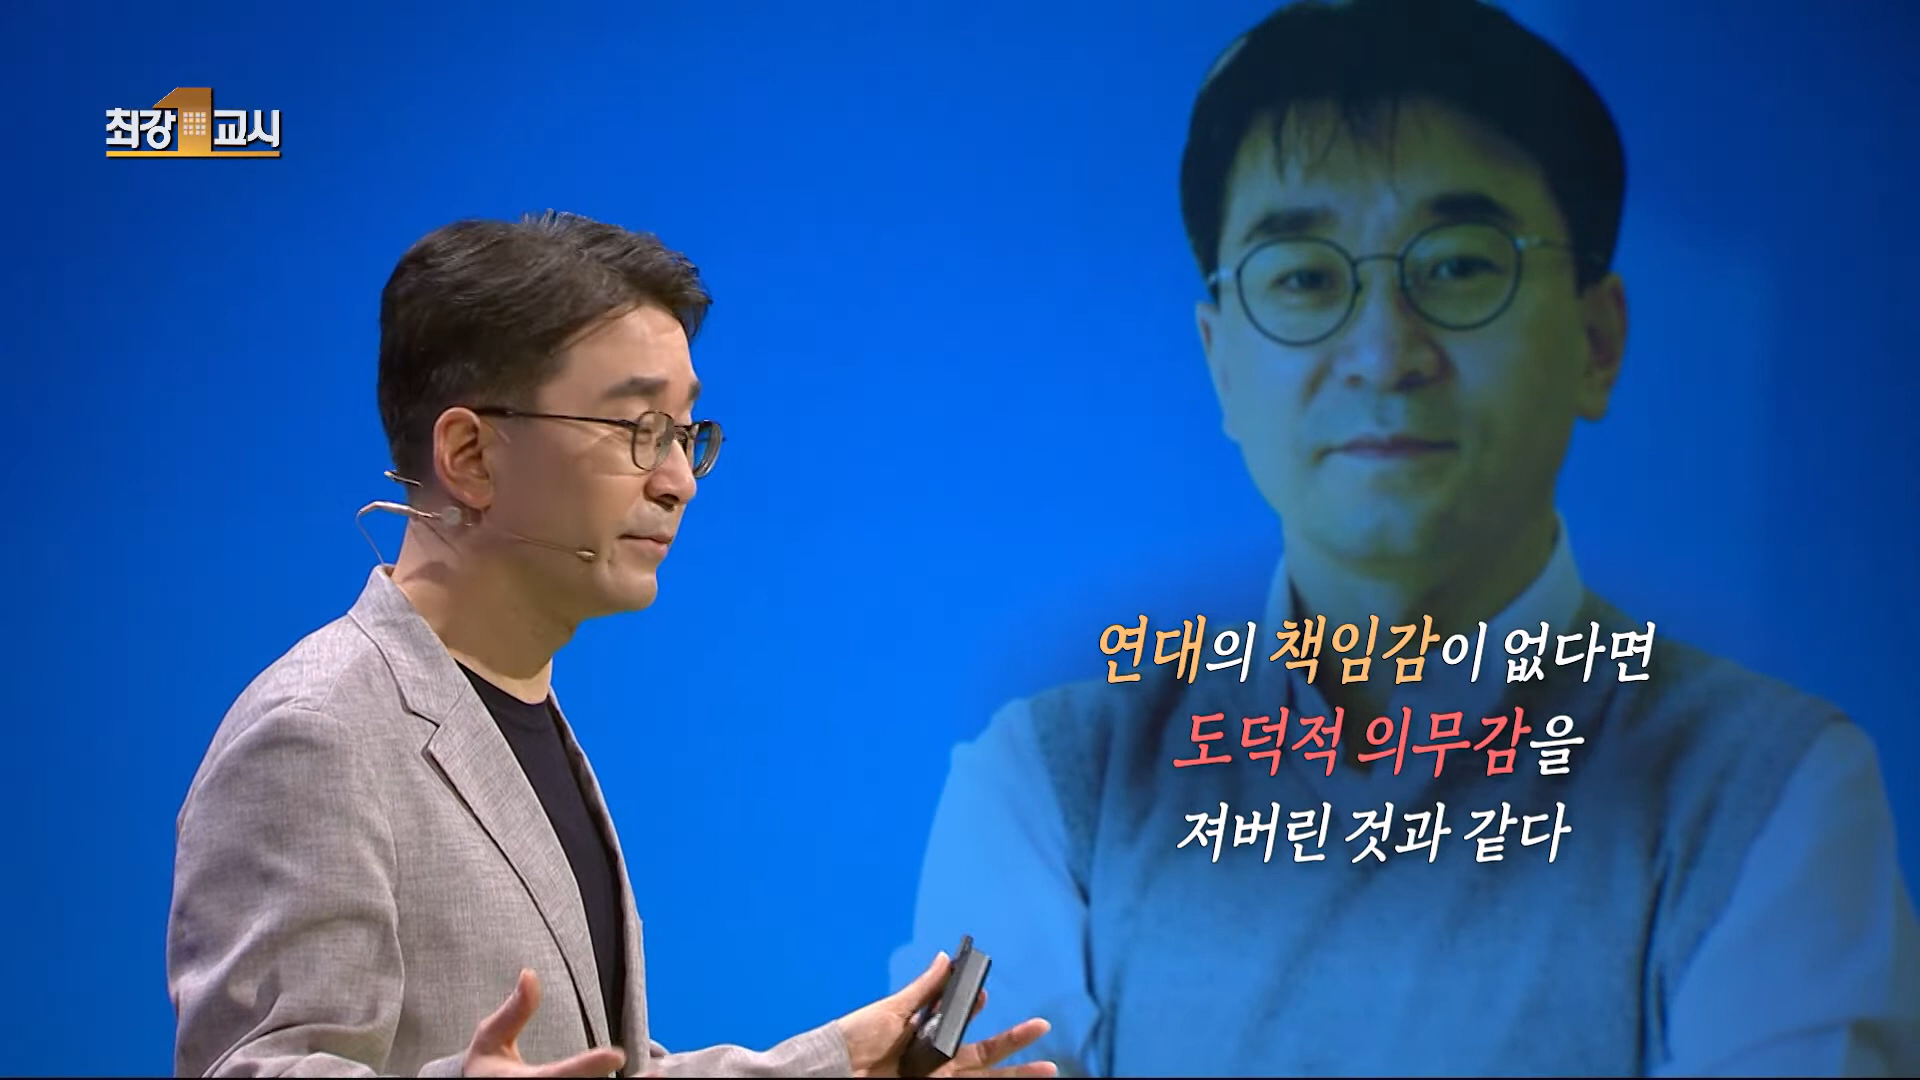 최강1교시
연대의 책임감이 없다면
도덕적 의무감을
져버린 것과 같다